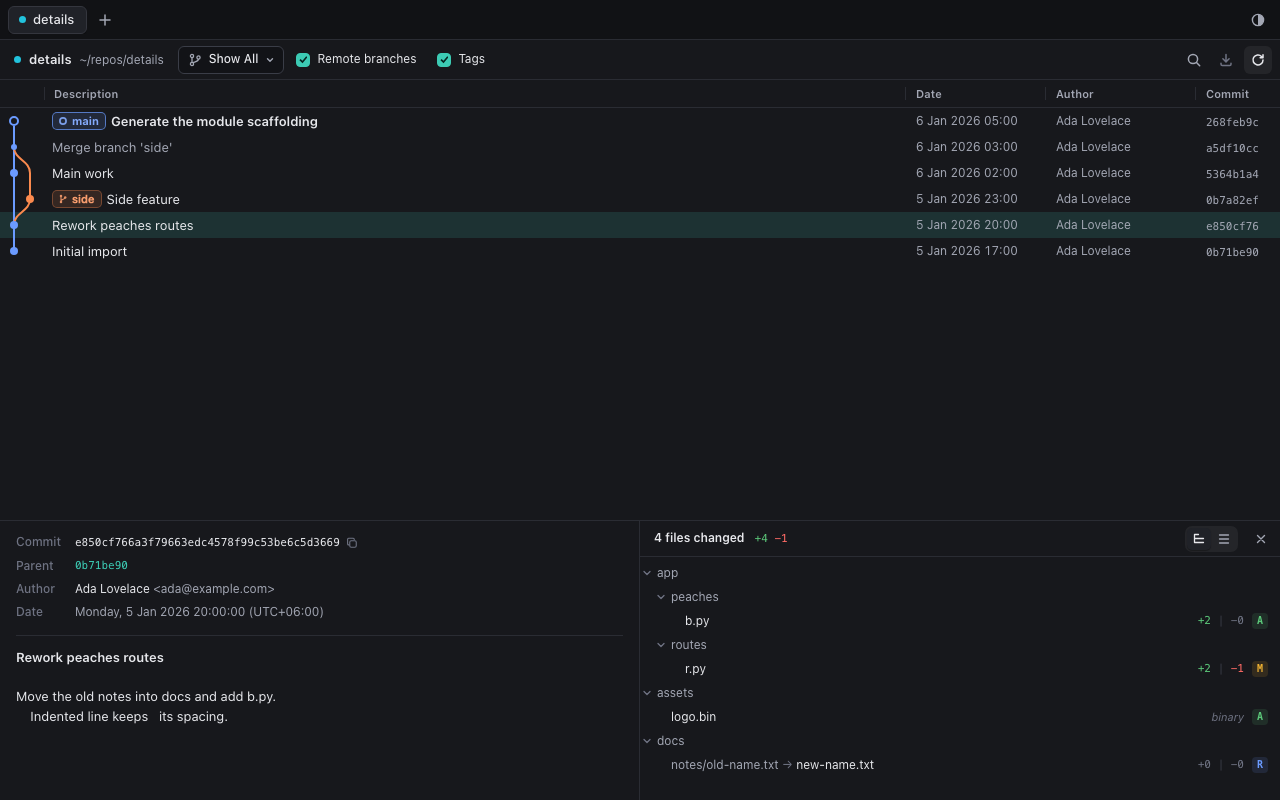 details
details ~/repos/details Show All Remote branches Tags
Description Date Author Commit
main Generate the module scaffolding 6 Jan 2026 05:00 Ada Lovelace 268feb9c
Merge branch 'side' 6 Jan 2026 03:00 Ada Lovelace a5df10cc
Main work 6 Jan 2026 02:00 Ada Lovelace 5364b1a4
side Side feature 5 Jan 2026 23:00 Ada Lovelace 0b7a82ef
Rework peaches routes 5 Jan 2026 20:00 Ada Lovelace e850cf76
Initial import 5 Jan 2026 17:00 Ada Lovelace 0b71be90
Commit e850cf766a3f79663edc4578f99c53be6c5d3669
Parent 0b71be90
Author Ada Lovelace <ada@example.com>
Date Monday, 5 Jan 2026 20:00:00 (UTC+06:00)
Rework peaches routes
Move the old notes into docs and add b.py.
    Indented line keeps   its spacing.
4 files changed +4 −1
app
peaches
b.py +2 | −0 A
routes
r.py +2 | −1 M
assets
logo.bin binary A
docs
notes/old-name.txt → new-name.txt +0 | −0 R